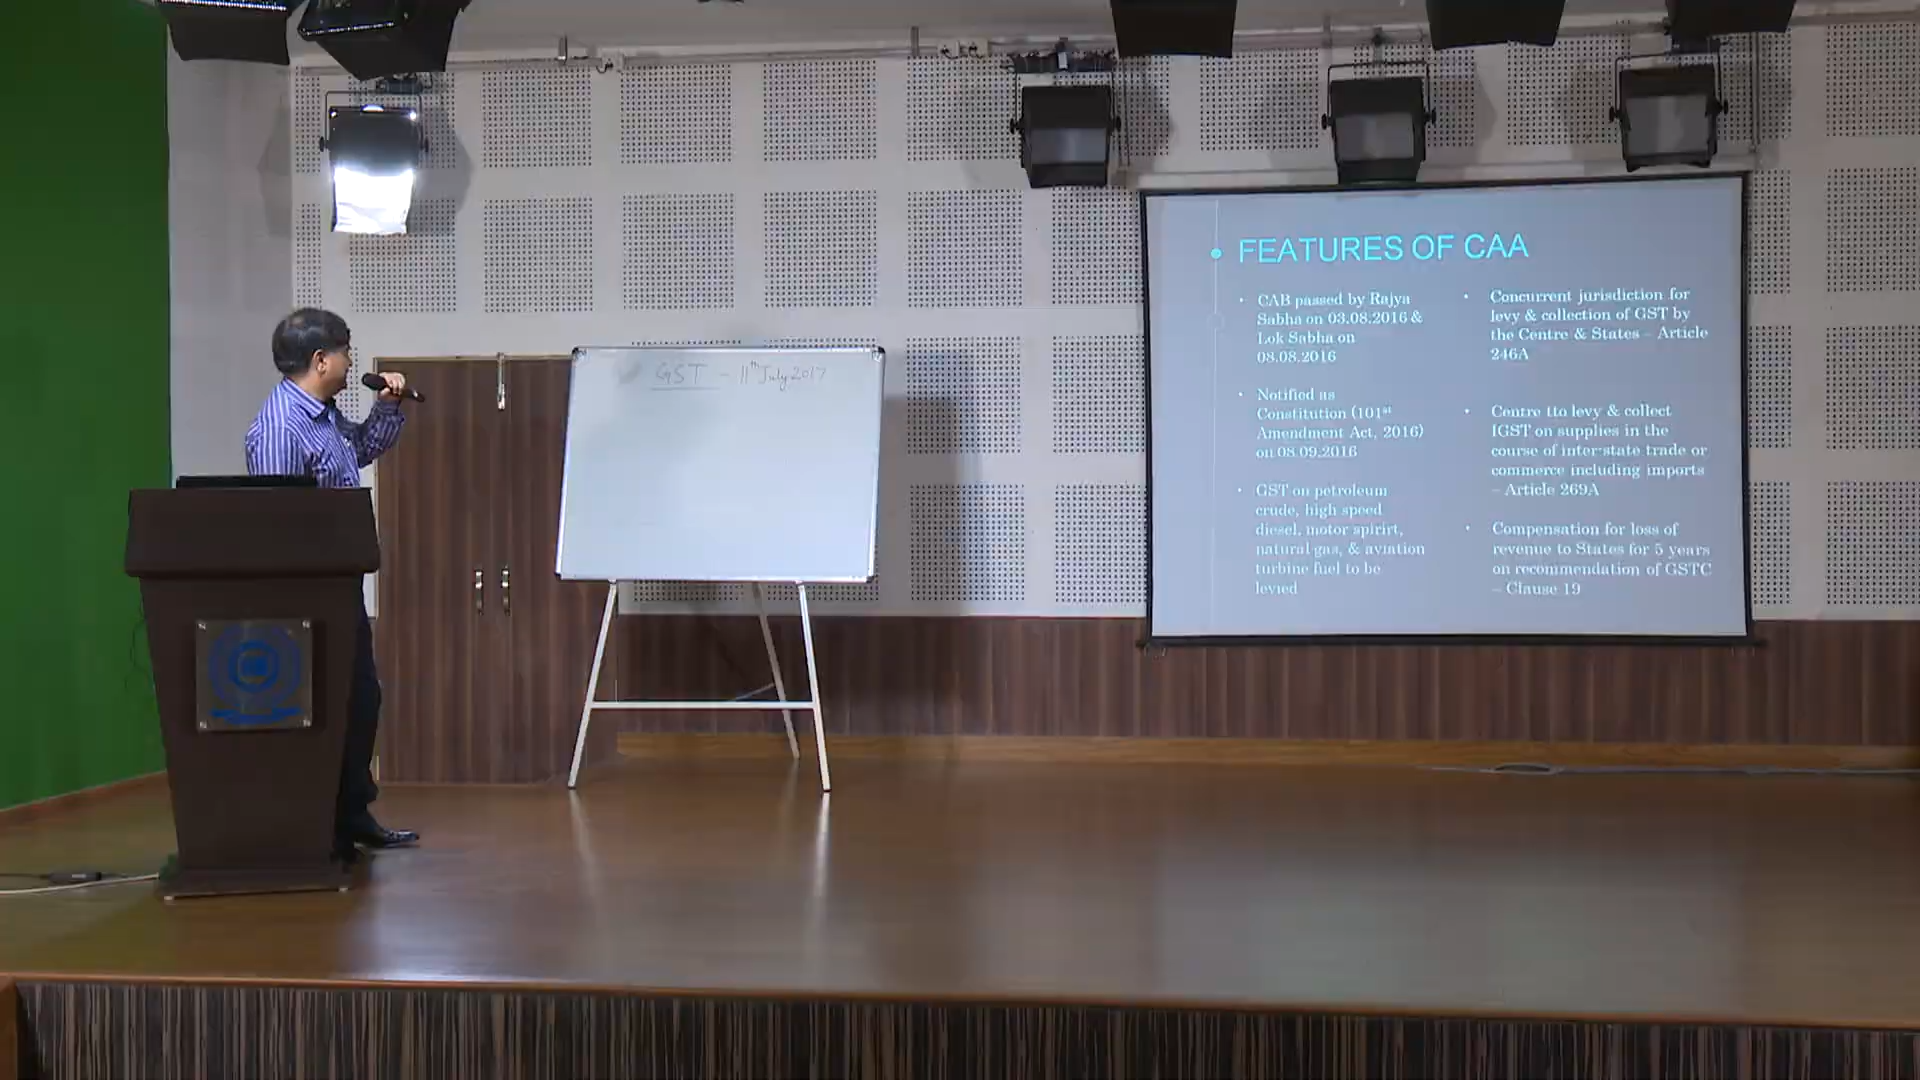 GST - 11th July 2017
FEATURES OF CAA
CAB passed by Rajya
Sabha on 03.08.2016 &
Lok Sabha on
08.08.2016
Notified as
Constitution (101st
Amendment Act, 2016)
on 08.09.2016
GST on petroleum
crude, high speed
diesel, motor spirirt,
natural gas, & aviation
turbine fuel to be
levied
Concurrent jurisdiction for
levy & collection of GST by
the Centre & States – Article
246A
Centre tto levy & collect
IGST on supplies in the
course of inter-state trade or
commerce including imports
– Article 269A
Compensation for loss of
revenue to States for 5 years
on recommendation of GSTC
– Clause 19